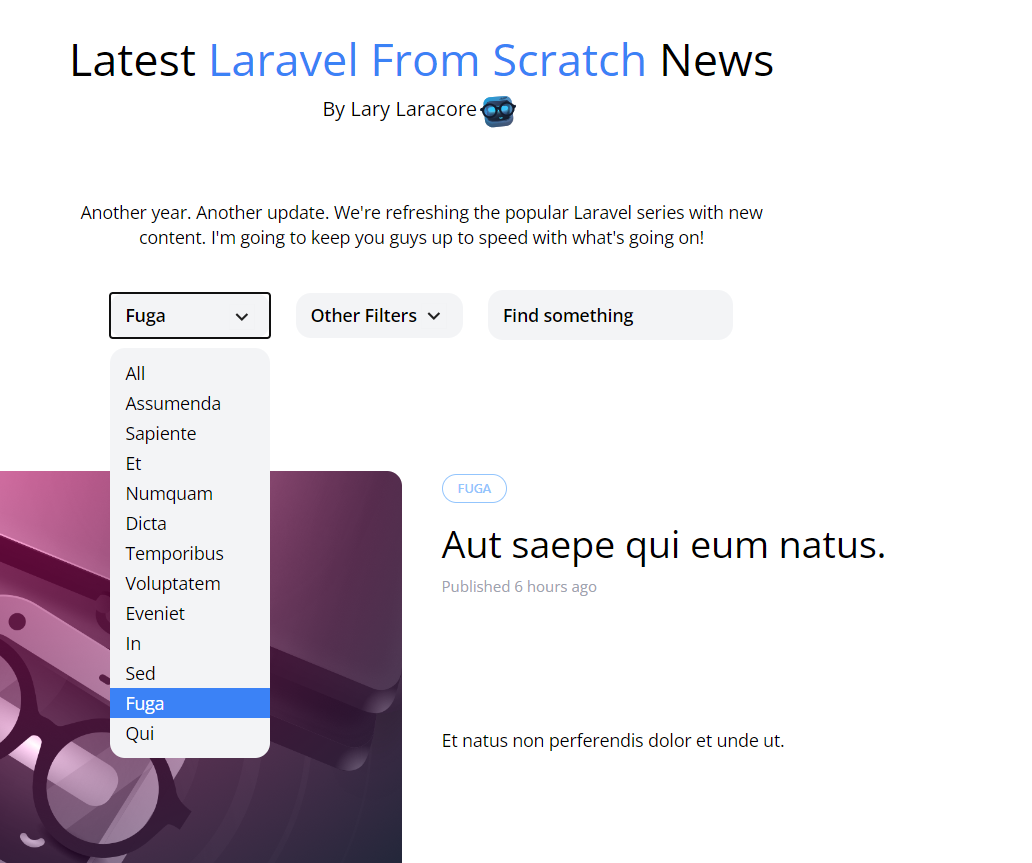 Latest Laravel From Scratch News
By Lary Laracore
Another year. Another update. We're refreshing the popular Laravel series with new
content. I'm going to keep you guys up to speed with what's going on!
Fuga
Other Filters
Find something
All
Assumenda
Sapiente
Et
Numquam
Dicta
Temporibus
Voluptatem
Eveniet
In
Sed
Fuga
Qui
FUGA
Aut saepe qui eum natus.
Published 6 hours ago
Et natus non perferendis dolor et unde ut.